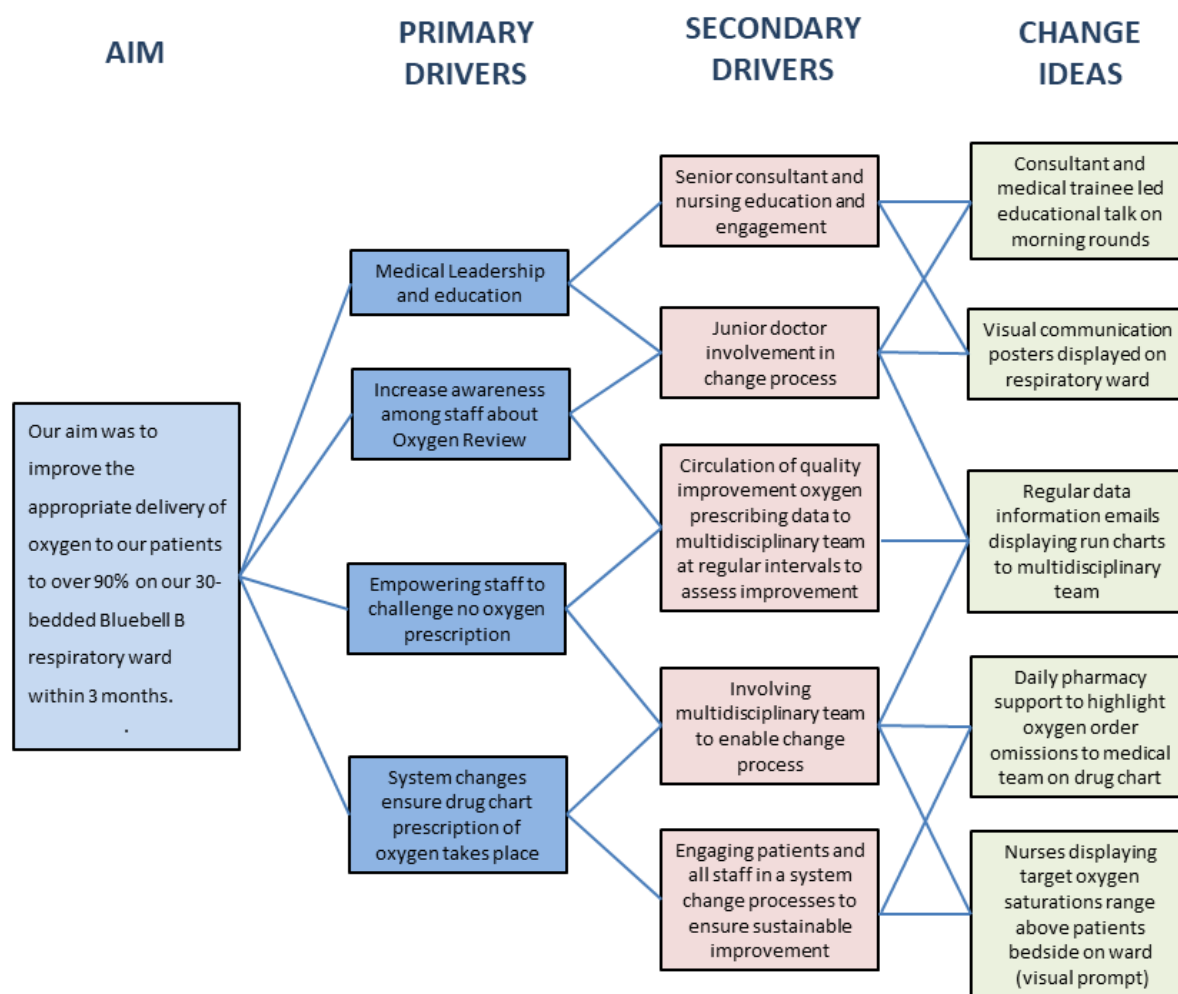 AIM
PRIMARY
DRIVERS
SECONDARY
DRIVERS
CHANGE
IDEAS
Our aim was to
improve the
appropriate delivery of
oxygen to our patients
to over 90% on our 30-
bedded Bluebell B
respiratory ward
within 3 months.
.
Medical Leadership
and education
Increase awareness
among staff about
Oxygen Review
Empowering staff to
challenge no oxygen
prescription
System changes
ensure drug chart
prescription of
oxygen takes place
Senior consultant and
nursing education and
engagement
Junior doctor
involvement in
change process
Circulation of quality
improvement oxygen
prescribing data to
multidisciplinary team
at regular intervals to
assess improvement
Involving
multidisciplinary team
to enable change
process
Engaging patients and
all staff in a system
change processes to
ensure sustainable
improvement
Consultant and
medical trainee led
educational talk on
morning rounds
Visual communication
posters displayed on
respiratory ward
Regular data
information emails
displaying run charts
to multidisciplinary
team
Daily pharmacy
support to highlight
oxygen order
omissions to medical
team on drug chart
Nurses displaying
target oxygen
saturations range
above patients
bedside on ward
(visual prompt)